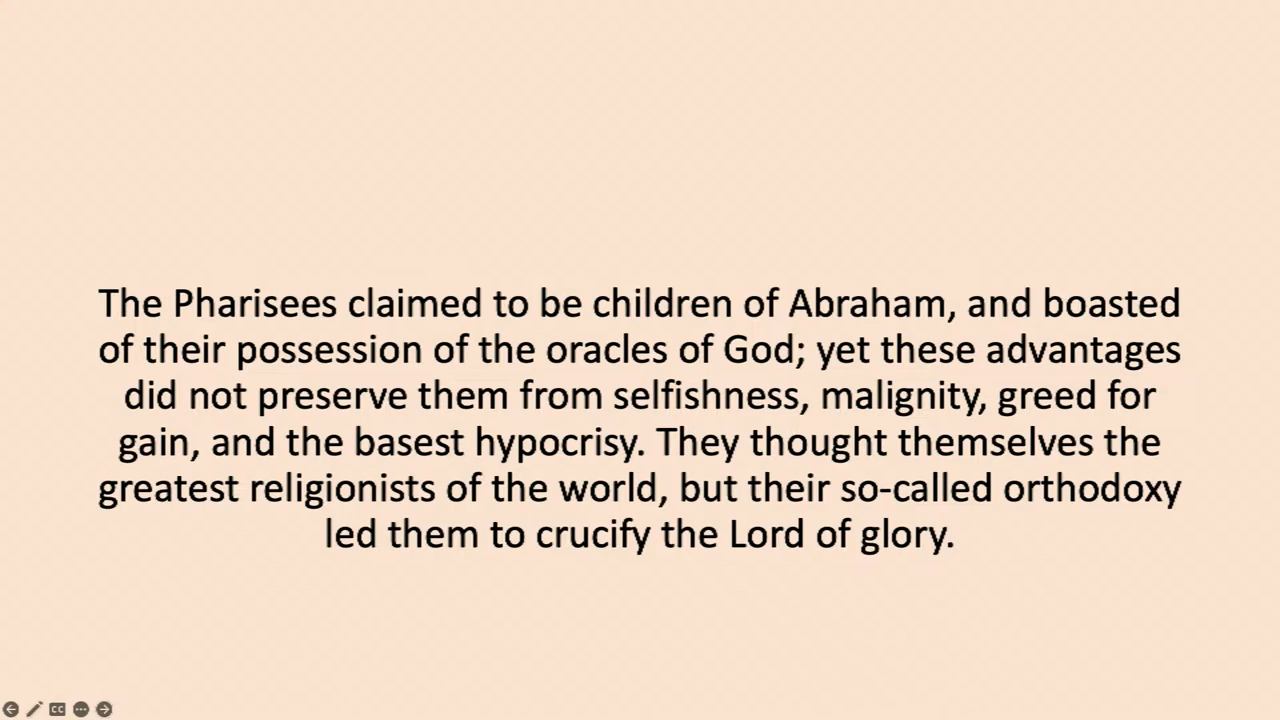 The Pharisees claimed to be children of Abraham, and boasted
of their possession of the oracles of God; yet these advantages
did not preserve them from selfishness, malignity, greed for
gain, and the basest hypocrisy. They thought themselves the
greatest religionists of the world, but their so-called orthodoxy
led them to crucify the Lord of glory.
CC